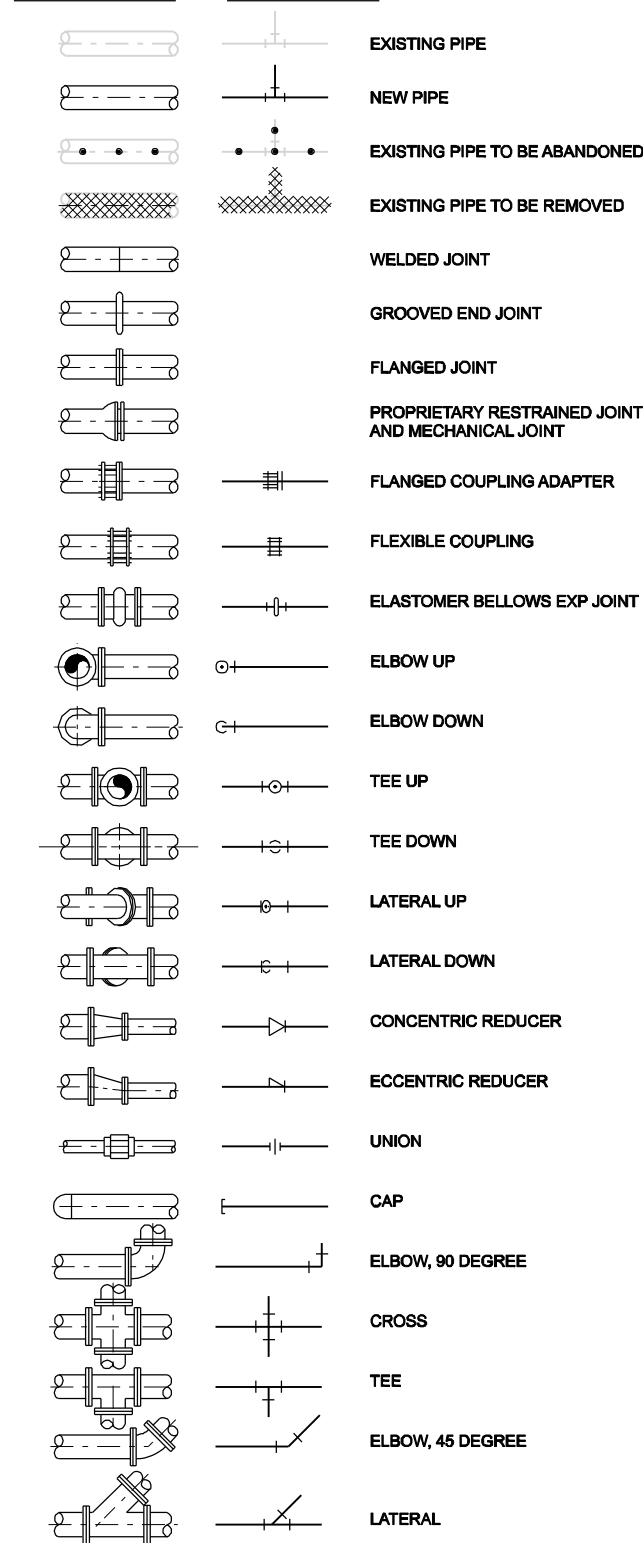 EXISTING PIPE
NEW PIPE
EXISTING PIPE TO BE ABANDONED
EXISTING PIPE TO BE REMOVED
WELDED JOINT
GROOVED END JOINT
FLANGED JOINT
PROPRIETARY RESTRAINED JOINT
AND MECHANICAL JOINT
FLANGED COUPLING ADAPTER
FLEXIBLE COUPLING
ELASTOMER BELLOWS EXP JOINT
ELBOW UP
ELBOW DOWN
TEE UP
TEE DOWN
LATERAL UP
LATERAL DOWN
CONCENTRIC REDUCER
ECCENTRIC REDUCER
UNION
CAP
ELBOW, 90 DEGREE
CROSS
TEE
ELBOW, 45 DEGREE
LATERAL